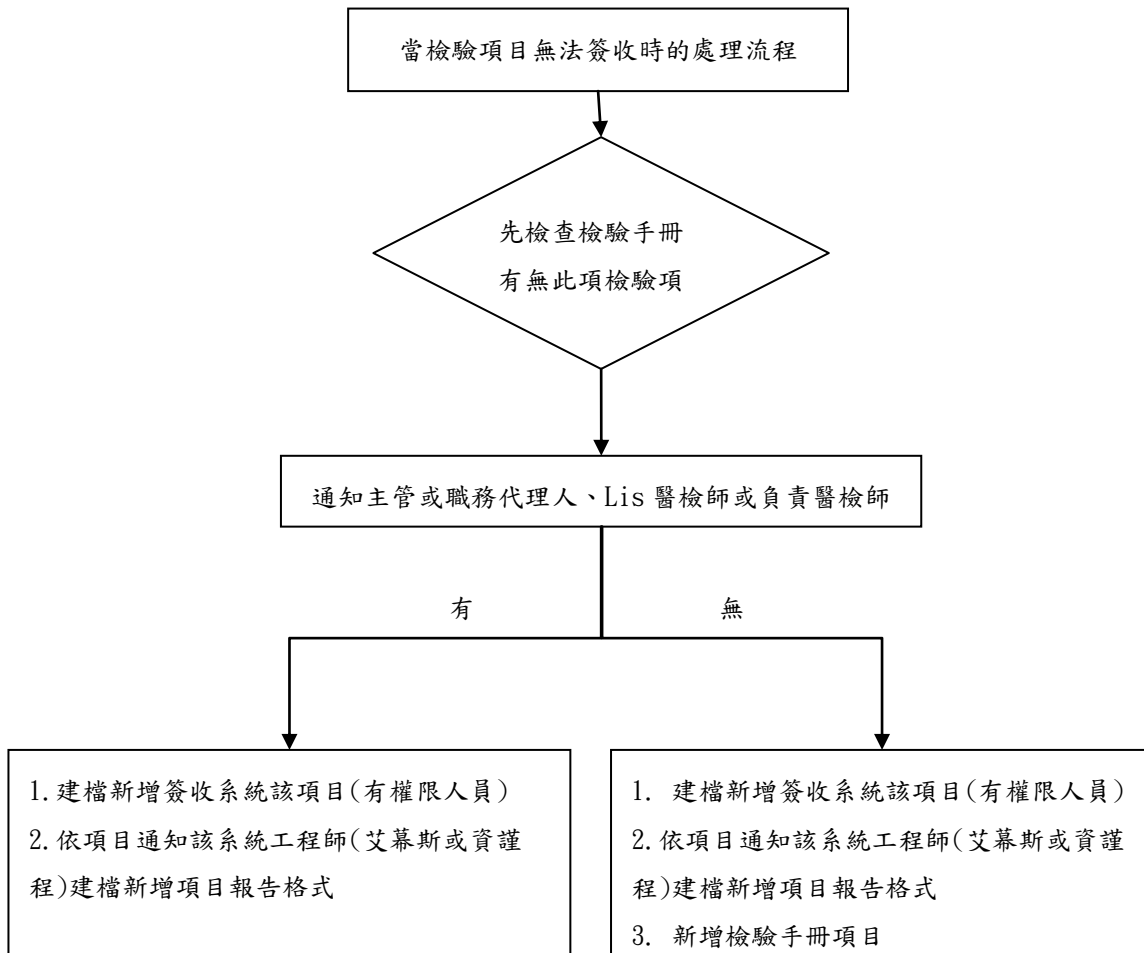 當檢驗項目無法簽收時的處理流程
先檢查檢驗手冊
有無此項檢驗項
通知主管或職務代理人、Lis 醫檢師或負責醫檢師
有
無
1.建檔新增簽收系統該項目(有權限人員)
2.依項目通知該系統工程師(艾幕斯或資謹
程)建檔新增項目報告格式
1. 建檔新增簽收系統該項目(有權限人員)
2.依項目通知該系統工程師(艾幕斯或資謹
程)建檔新增項目報告格式
3. 新增檢驗手冊項目